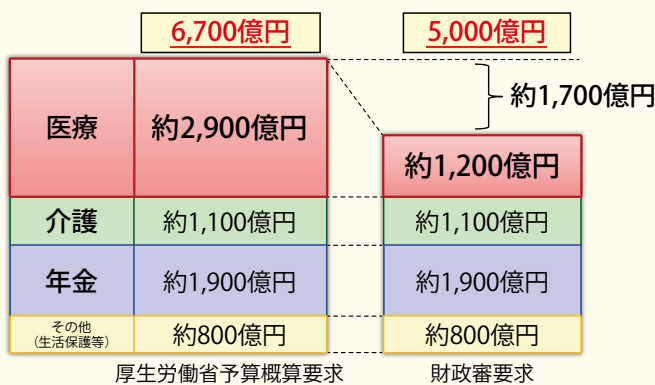 6,700億円 5,000億円
約1,700億円
医療 約2,900億円 約1,200億円
介護 約1,100億円 約1,100億円
年金 約1,900億円 約1,900億円
その他
(生活保護等) 約800億円 約800億円
厚生労働省予算概算要求 財政審要求